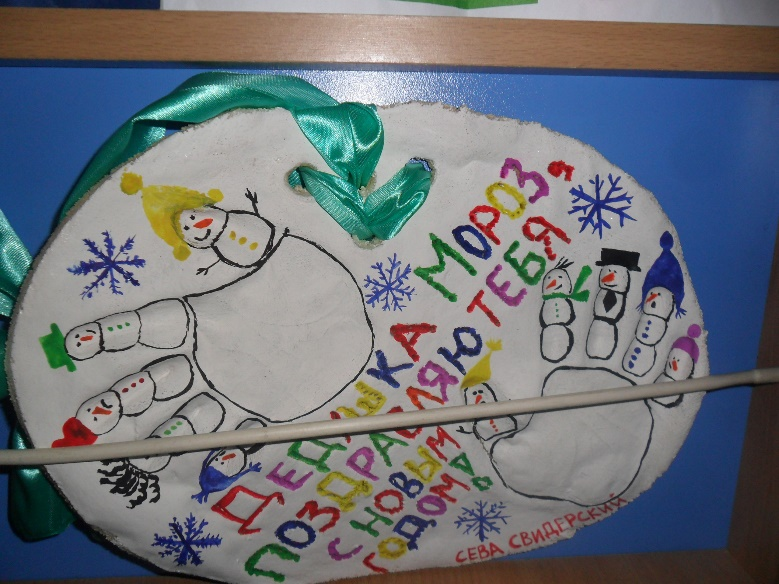 ДЕДУШКА МОРОЗ, Я
ПОЗДРАВЛЯЮ ТЕБЯ
С НОВЫМ
ГОДОМ!
СЕВА СВИДЕРСКИЙ